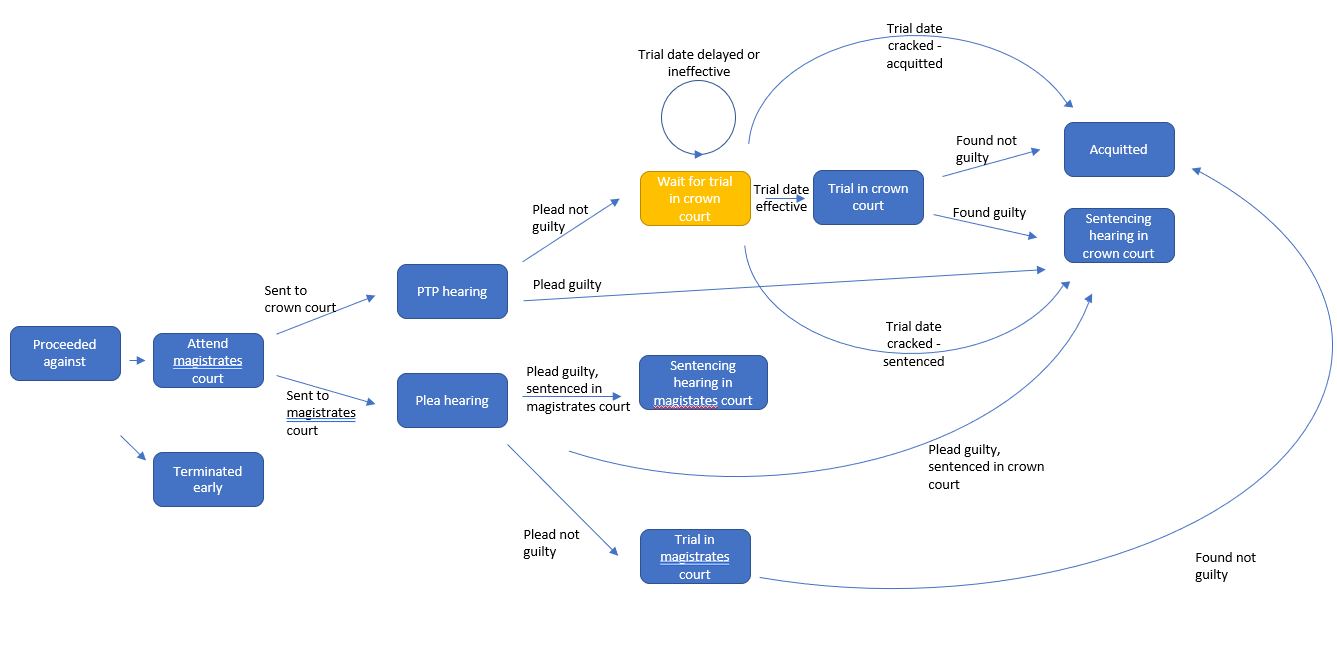 Trial date
cracked -
acquitted
Trial date delayed or
ineffective
Acquitted
Found not
guilty
Wait for trial
in crown
court
Trial date
effective
Trial in crown
court
Plead not
guilty
Found guilty
Sentencing
hearing in
crown court
PTP hearing
Plead guilty
Sent to
crown court
Proceeded
against
Attend
magistrates
court
Trial date
cracked -
sentenced
Sent to
magistrates
court
Plea hearing
Plead guilty,
sentenced in
magistrates court
Sentencing
hearing in
magistates court
Terminated
early
Plead guilty,
sentenced in crown
court
Plead not
guilty
Trial in
magistrates
court
Found not
guilty